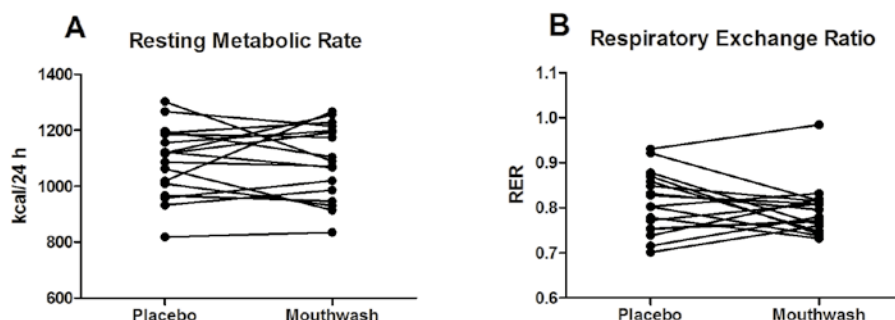 A
Resting Metabolic Rate
1400
1200
1000
800
600
kcal/24 h
Placebo
Mouthwash
B
Respiratory Exchange Ratio
1.1
1.0
0.9
0.8
0.7
0.6
RER
Placebo
Mouthwash